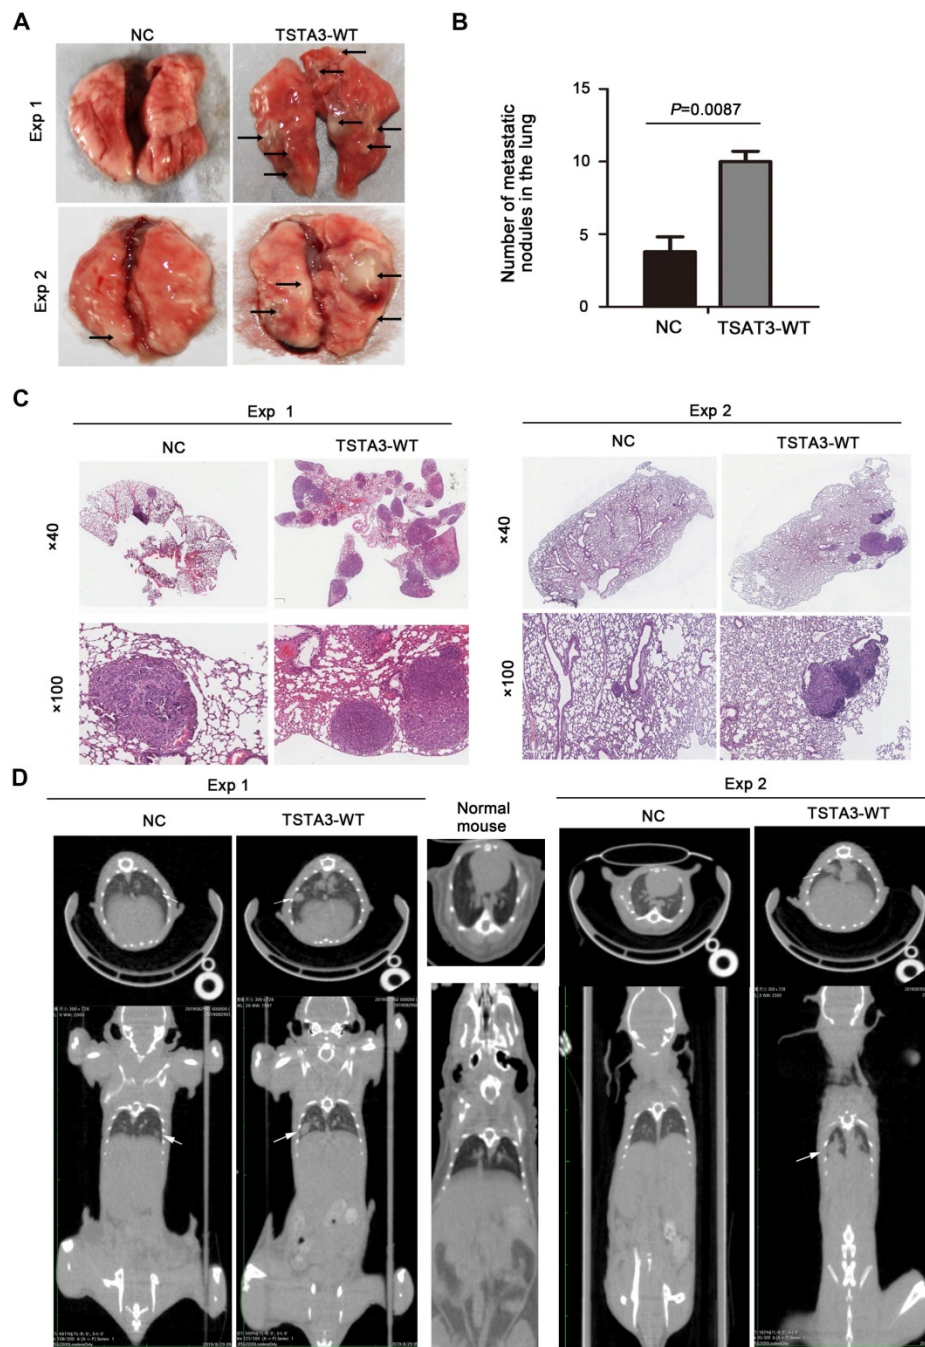 A
NC
TSTA3-WT
Exp 1
Exp 2
B
Number of metastatic
nodules in the lung
15
10
5
0
P=0.0087
NC
TSAT3-WT
C
Exp 1
NC
TSTA3-WT
×40
×100
Exp 2
NC
TSTA3-WT
D
Exp 1
NC
TSTA3-WT
Normal
mouse
Exp 2
NC
TSTA3-WT